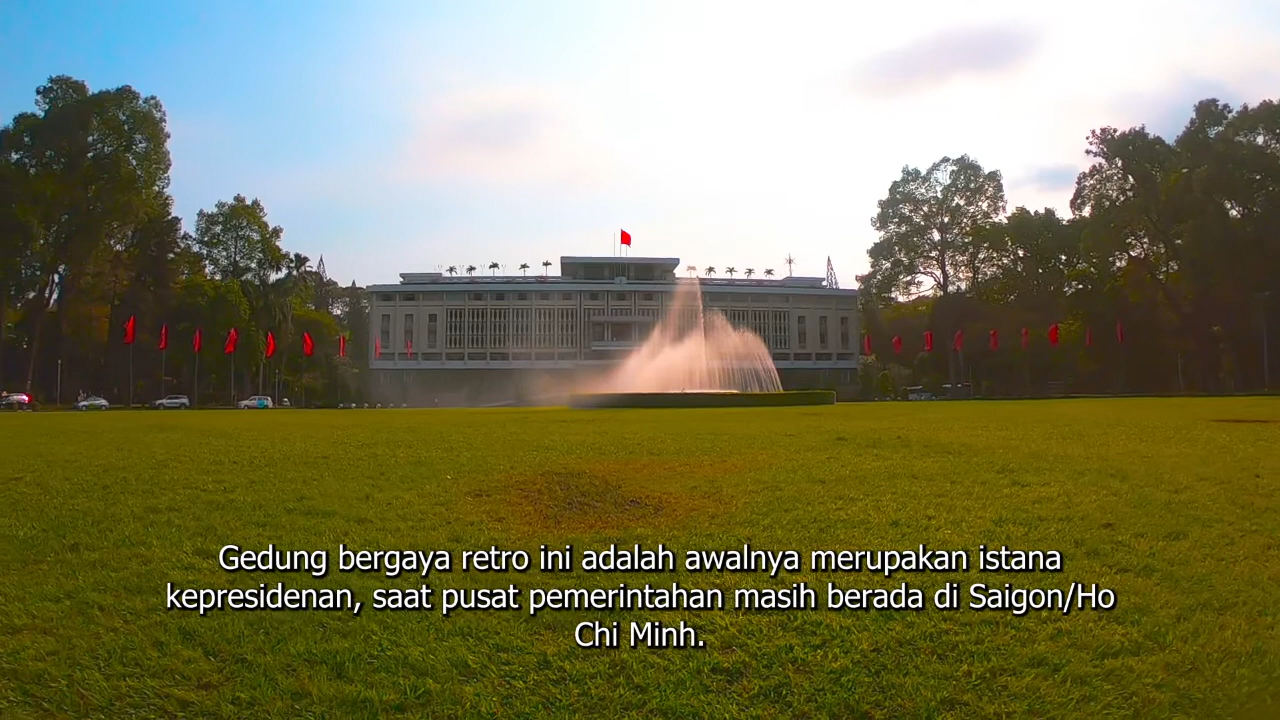 Gedung bergaya retro ini adalah awalnya merupakan istana
kepresidenan, saat pusat pemerintahan masih berada di Saigon/Ho
Chi Minh.